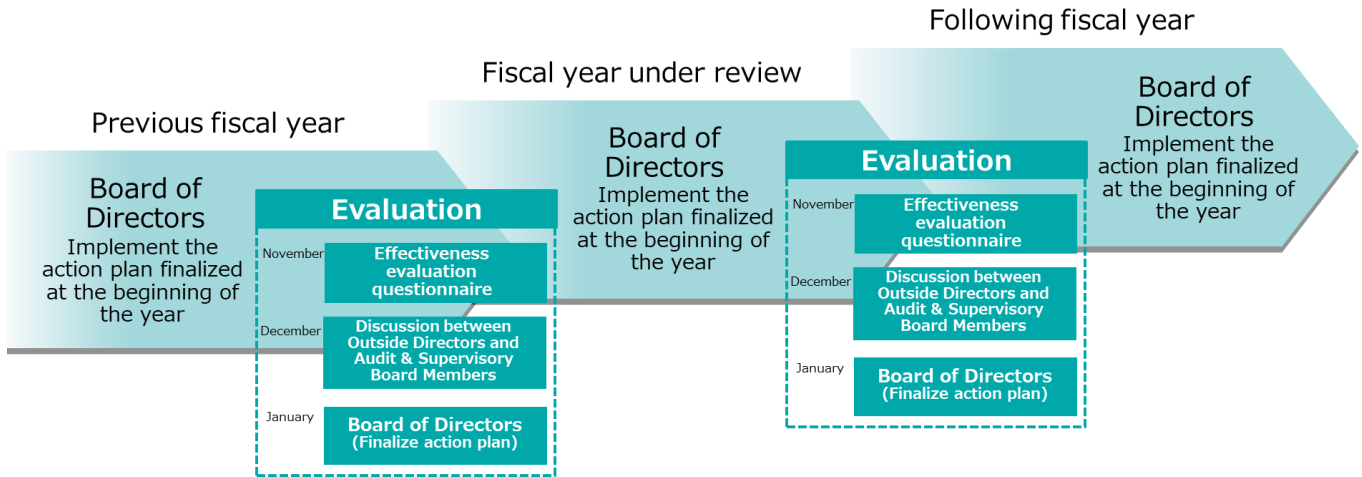 Previous fiscal year
Board of
Directors
Implement the
action plan finalized
at the beginning of
the year
Evaluation
November
Effectiveness
evaluation
questionnaire
December
Discussion between
Outside Directors and
Audit & Supervisory
Board Members
January
Board of Directors
(Finalize action plan)
Fiscal year under review
Board of
Directors
Implement the
action plan finalized
at the beginning of
the year
Evaluation
November
Effectiveness
evaluation
questionnaire
December
Discussion between
Outside Directors and
Audit & Supervisory
Board Members
January
Board of Directors
(Finalize action plan)
Following fiscal year
Board of
Directors
Implement the
action plan finalized
at the beginning of
the year